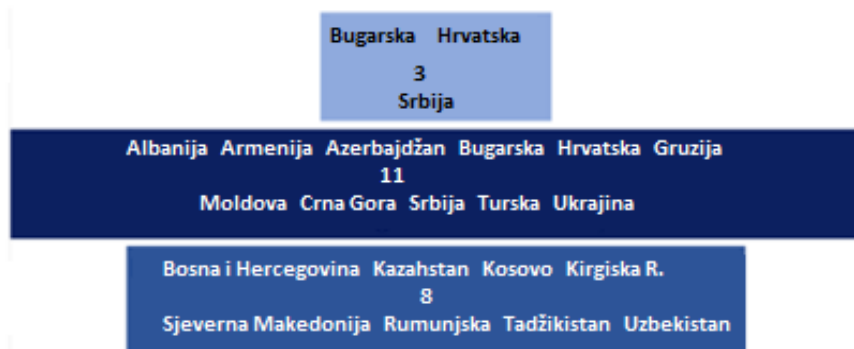 Bugarska Hrvatska
3
Srbija
Albanija Armenija Azerbajdžan Bugarska Hrvatska Gruzija
11
Moldova Crna Gora Srbija Turska Ukrajina
Bosna i Hercegovina Kazahstan Kosovo Kirgiska R.
8
Sjeverna Makedonija Rumunjska Tadžikistan Uzbekistan